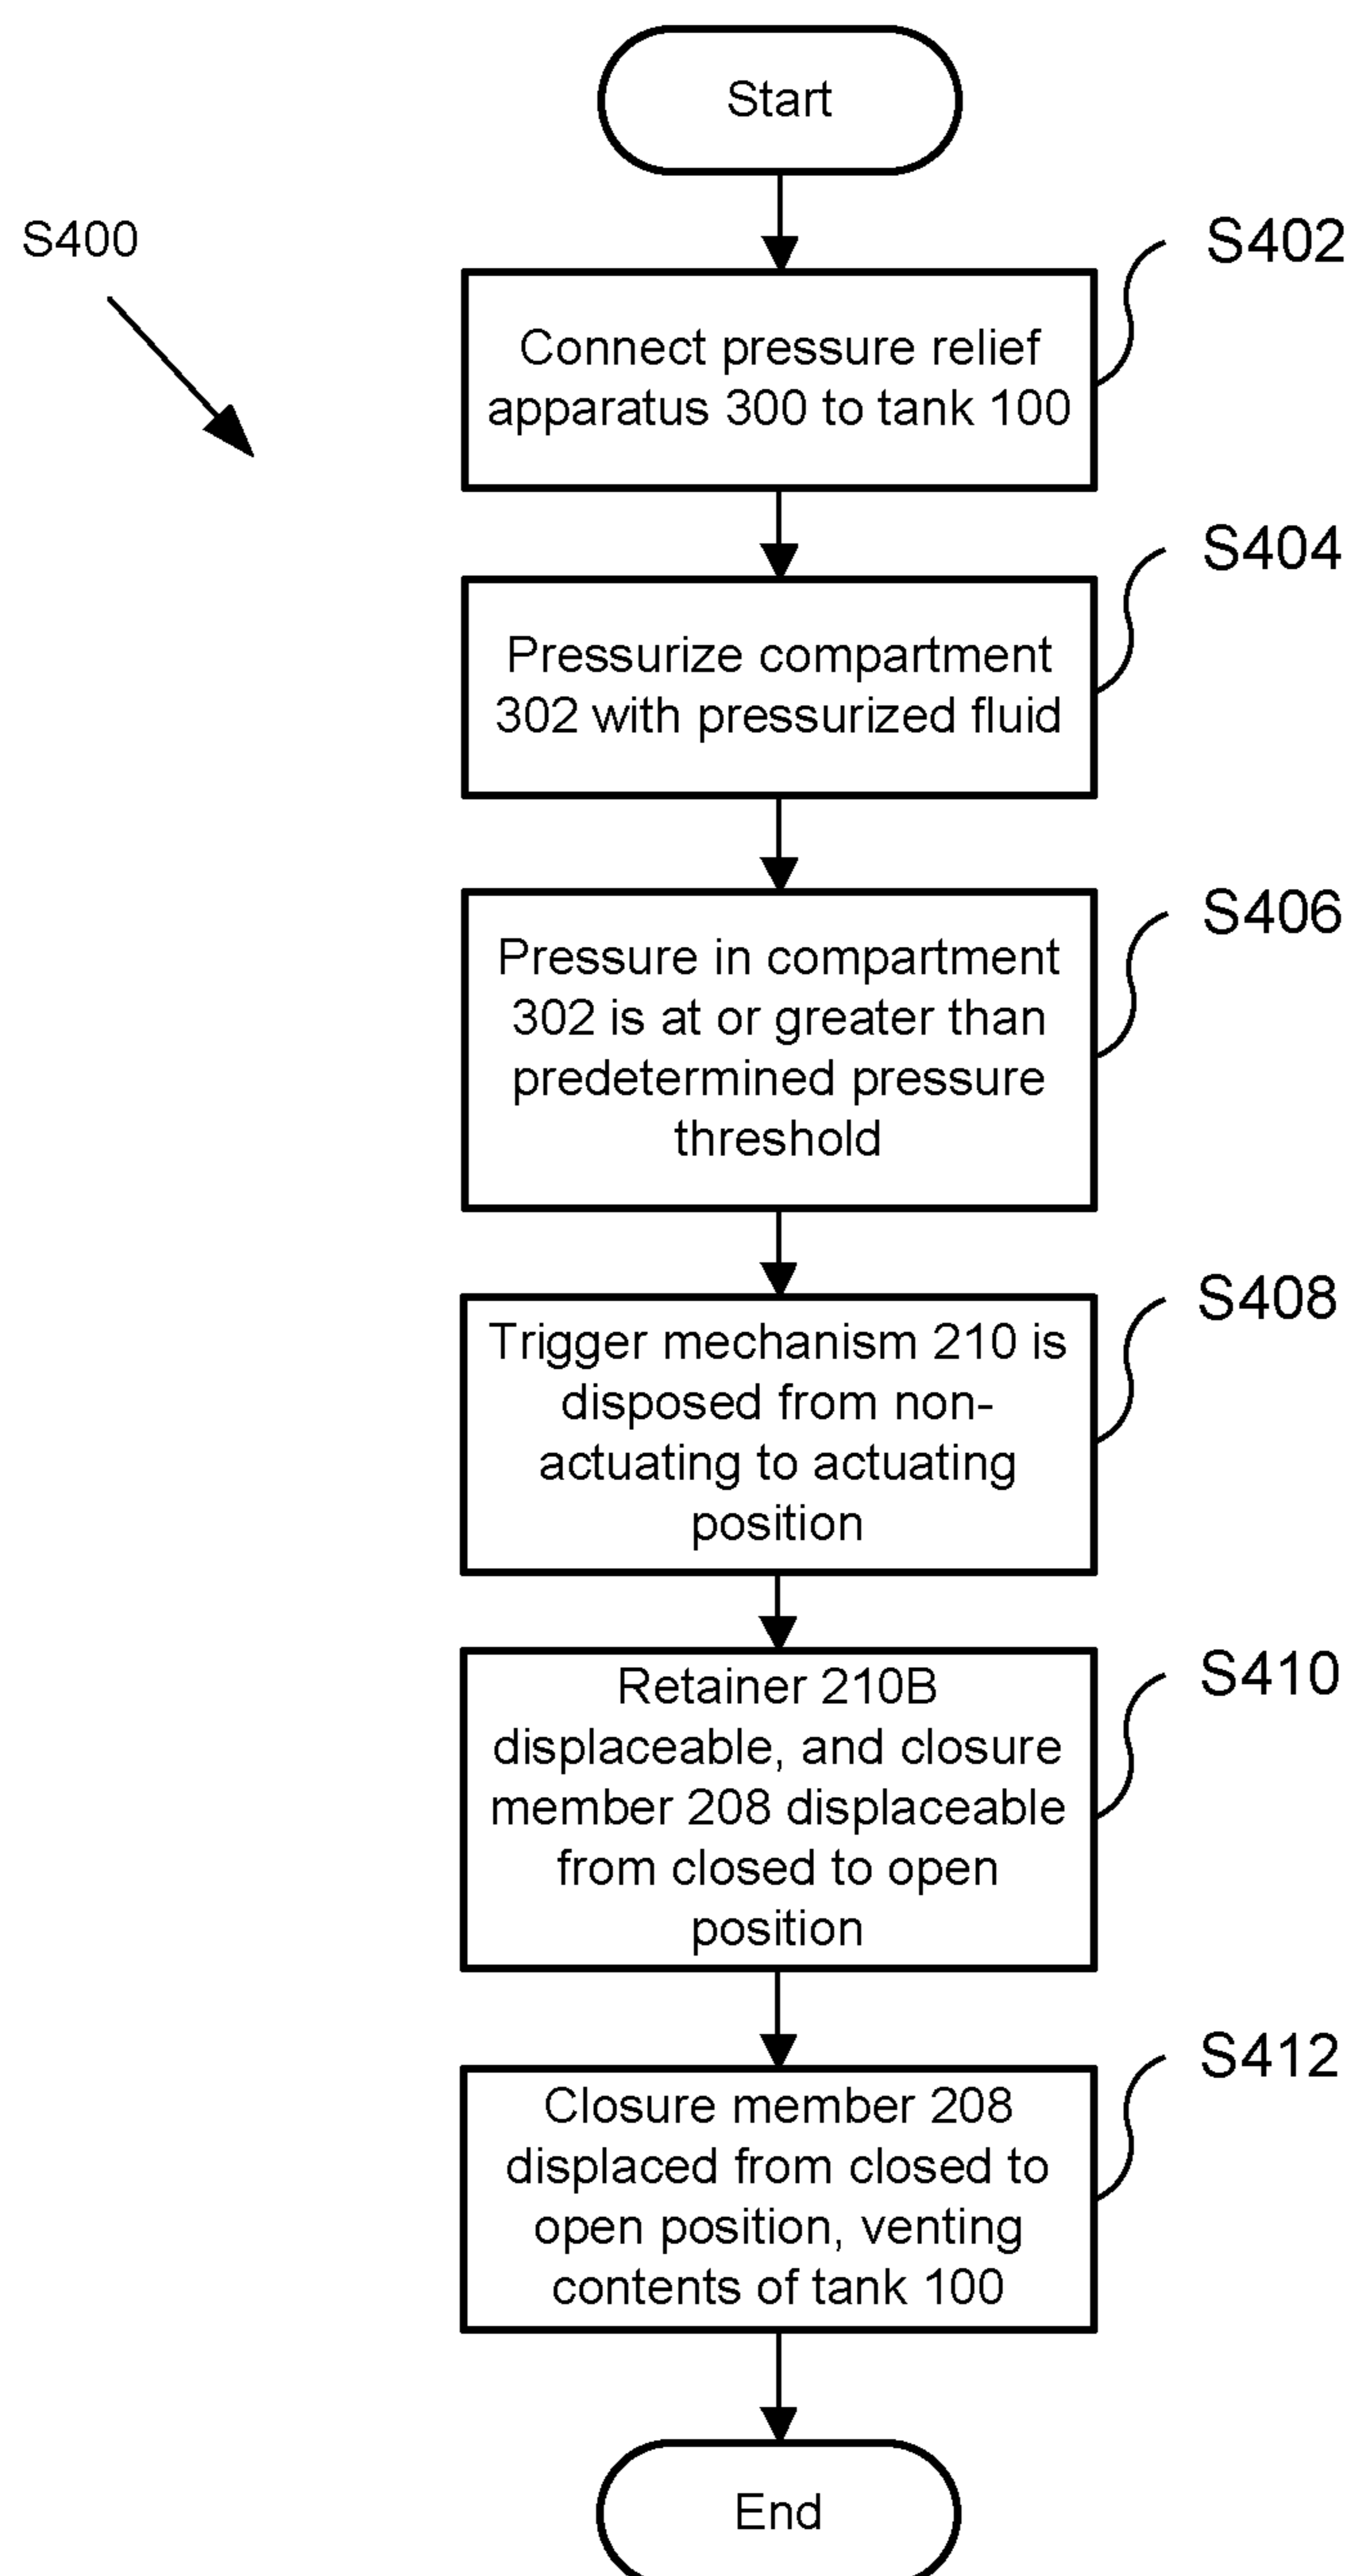 Start
S400
S402
Connect pressure relief
apparatus 300 to tank 100
S404
Pressurize compartment
302 with pressurized fluid
S406
Pressure in compartment
302 is at or greater than
predetermined pressure
threshold
S408
Trigger mechanism 210 is
disposed from non-
actuating to actuating
position
S410
Retainer 210B
displaceable, and closure
member 208 displaceable
from closed to open
position
S412
Closure member 208
displaced from closed to
open position, venting
contents of tank 100
End